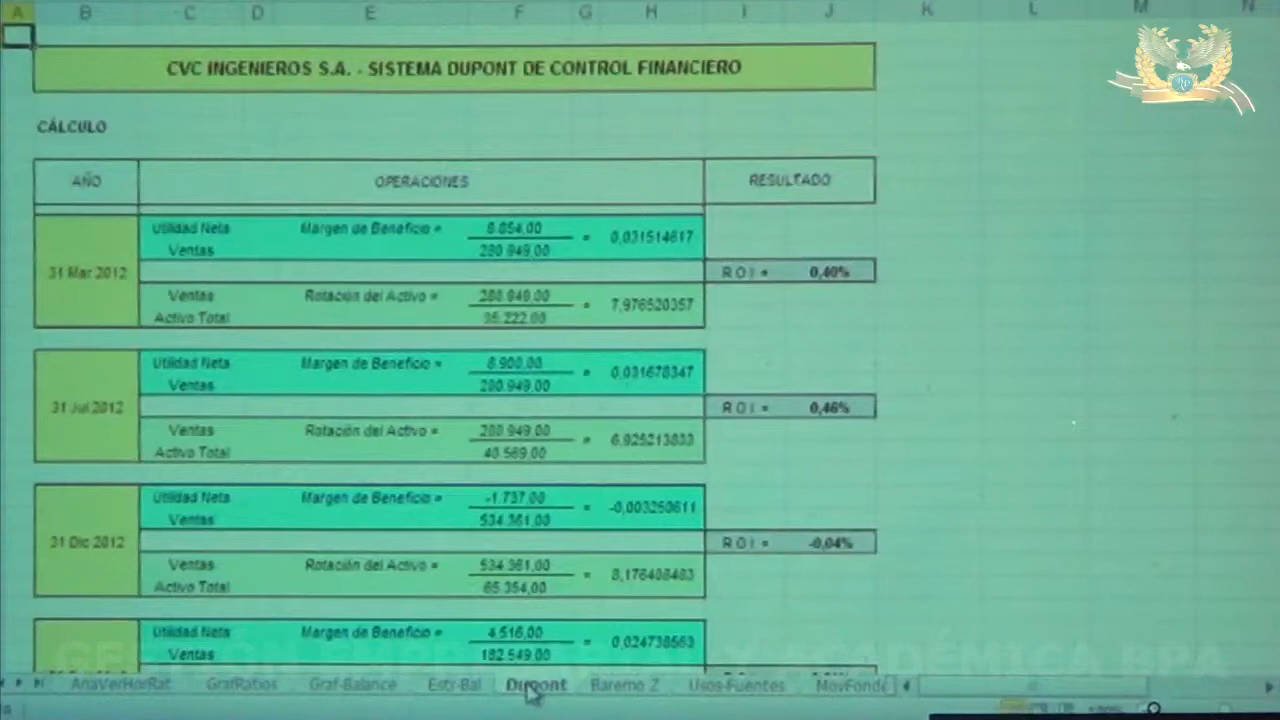 A B C D E F G H I J K L M N
CVC INGENIEROS S.A. - SISTEMA DUPONT DE CONTROL FINANCIERO
CÁLCULO
AÑO OPERACIONES RESULTADO
Utilidad Neta Margen de Beneficio = 8.854,00 = 0,031514617
Ventas 280.949,00
31 Mar 2012 R O I = 0,40%
Ventas Rotación del Activo = 280.949,00 = 7,976520357
Activo Total 35.222,00
Utilidad Neta Margen de Beneficio = 8.900,00 = 0,031678347
Ventas 280.949,00
31 Jul 2012 R O I = 0,46%
Ventas Rotación del Activo = 280.949,00 = 6,925213833
Activo Total 40.569,00
Utilidad Neta Margen de Beneficio = -1.737,00 = -0,003250611
Ventas 534.361,00
31 Dic 2012 R O I = -0,04%
Ventas Rotación del Activo = 534.361,00 = 8,176408483
Activo Total 65.354,00
Utilidad Neta Margen de Beneficio = 4.516,00 = 0,024738563
Ventas 182.549,00
AnaVerHorRat GrafRatios Graf-Balance Estr-Bal Dupont Baremo Z Usos-Fuentes MovFond